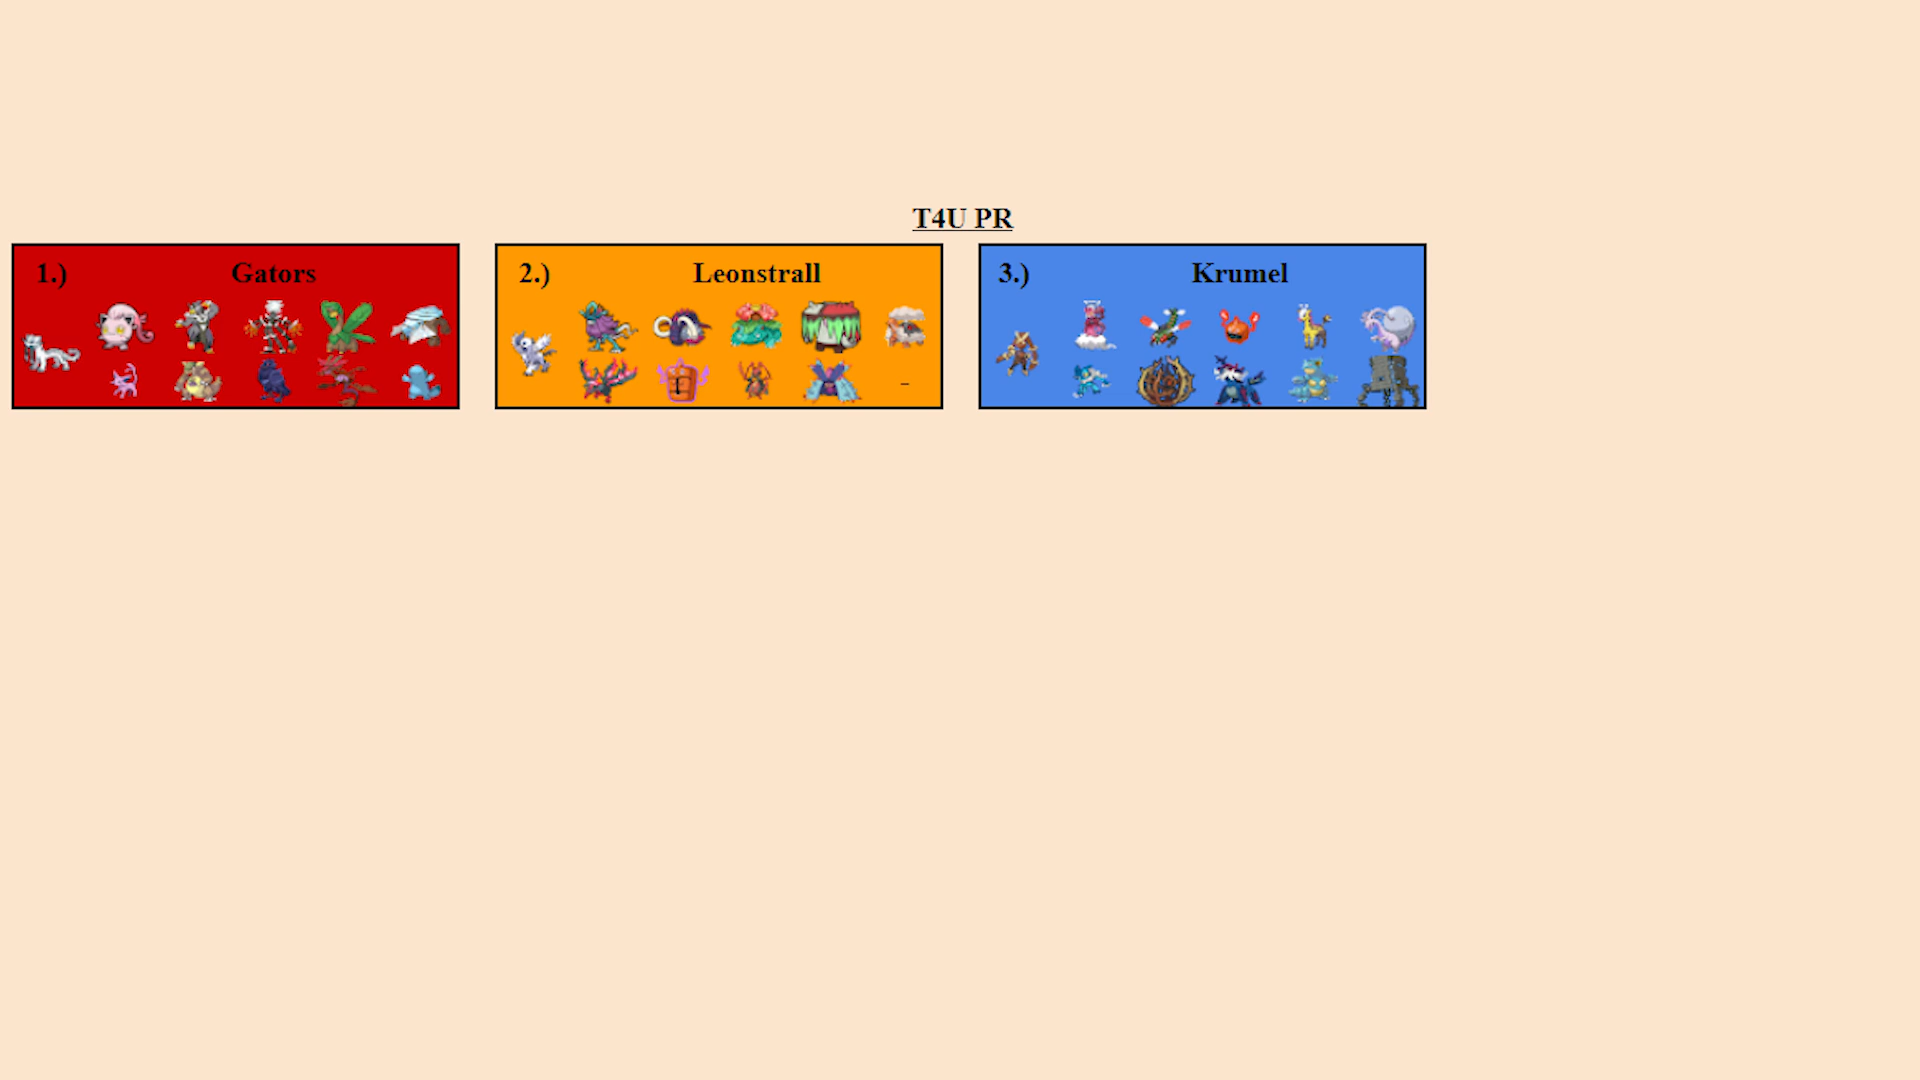 T4U PR
1.) Gators
2.) Leonstrall
3.) Krumel
-